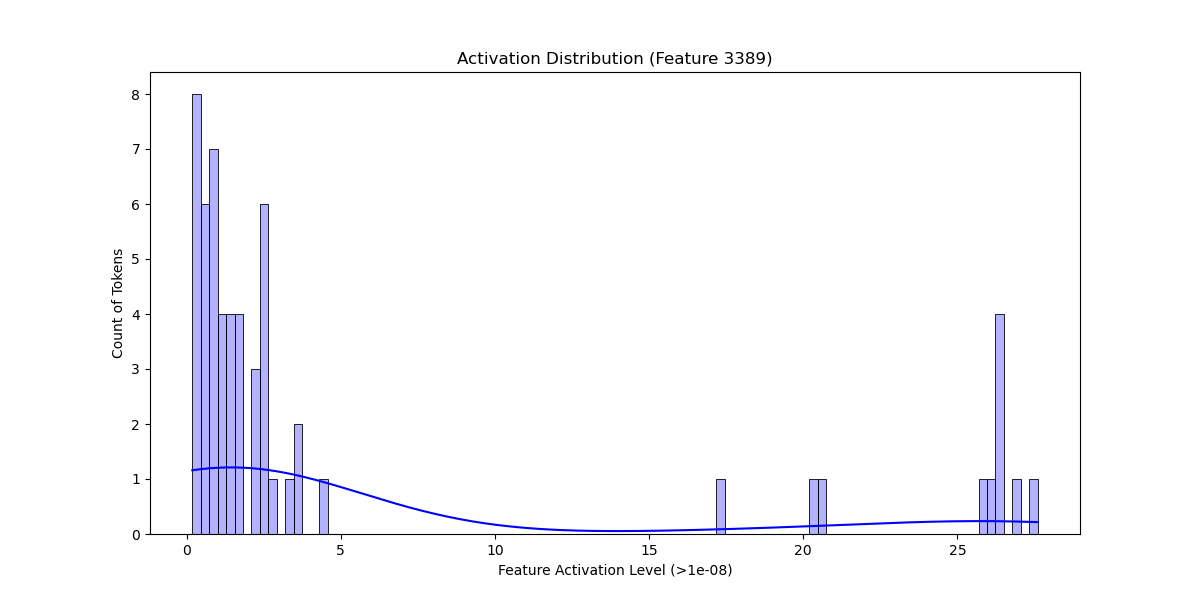 Activation Distribution (Feature 3389)
8
7
6
5
4
3
2
1
0
Count of Tokens
0 5 10 15 20 25
Feature Activation Level (>1e-08)